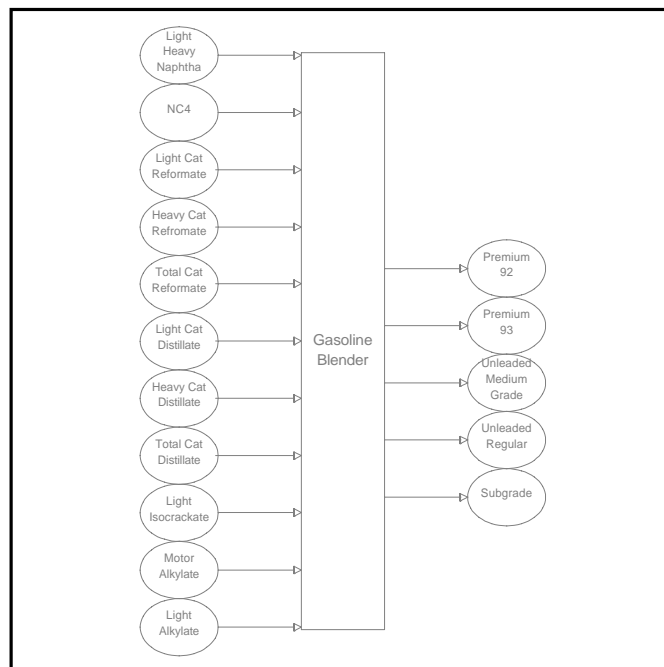 Light
Heavy
Naphtha
NC4
Light Cat
Reformate
Heavy Cat
Refromate
Total Cat
Reformate
Light Cat
Distillate
Heavy Cat
Distillate
Total Cat
Distillate
Light
Isocrackate
Motor
Alkylate
Light
Alkylate
Gasoline
Blender
Premium
92
Premium
93
Unleaded
Medium
Grade
Unleaded
Regular
Subgrade